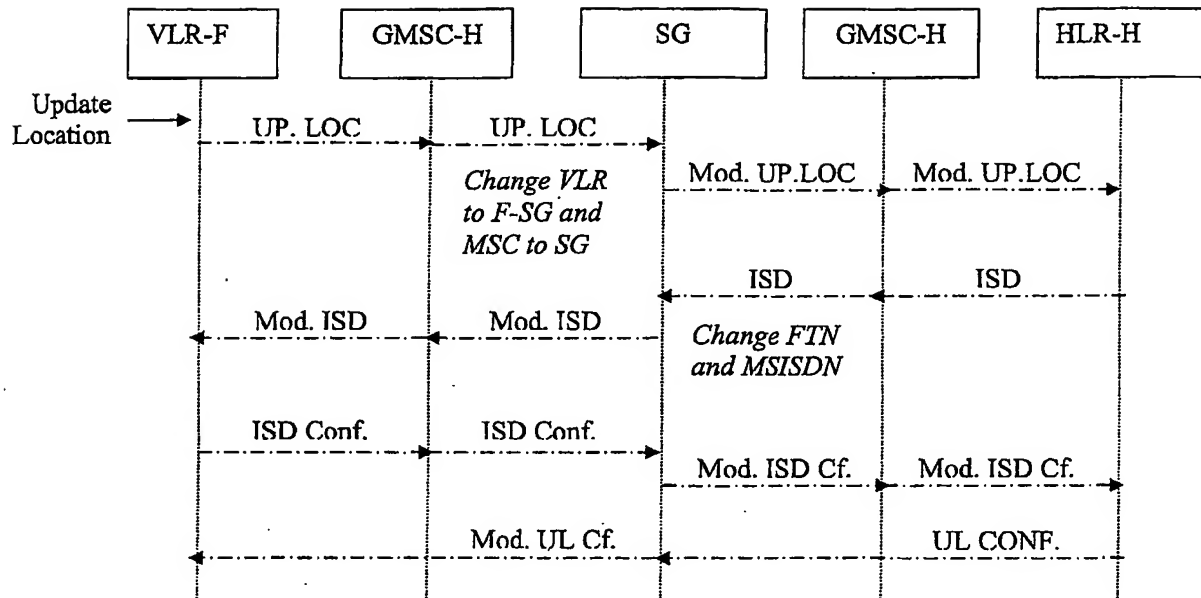 VLR-F
GMSC-H
SG
GMSC-H
HLR-H
Update
Location
UP. LOC
UP. LOC
Change VLR
to F-SG and
MSC to SG
Mod. UP.LOC
Mod. UP.LOC
ISD
ISD
Mod. ISD
Mod. ISD
Change FTN
and MSISDN
ISD Conf.
ISD Conf.
Mod. ISD Cf.
Mod. ISD Cf.
Mod. UL Cf.
UL CONF.